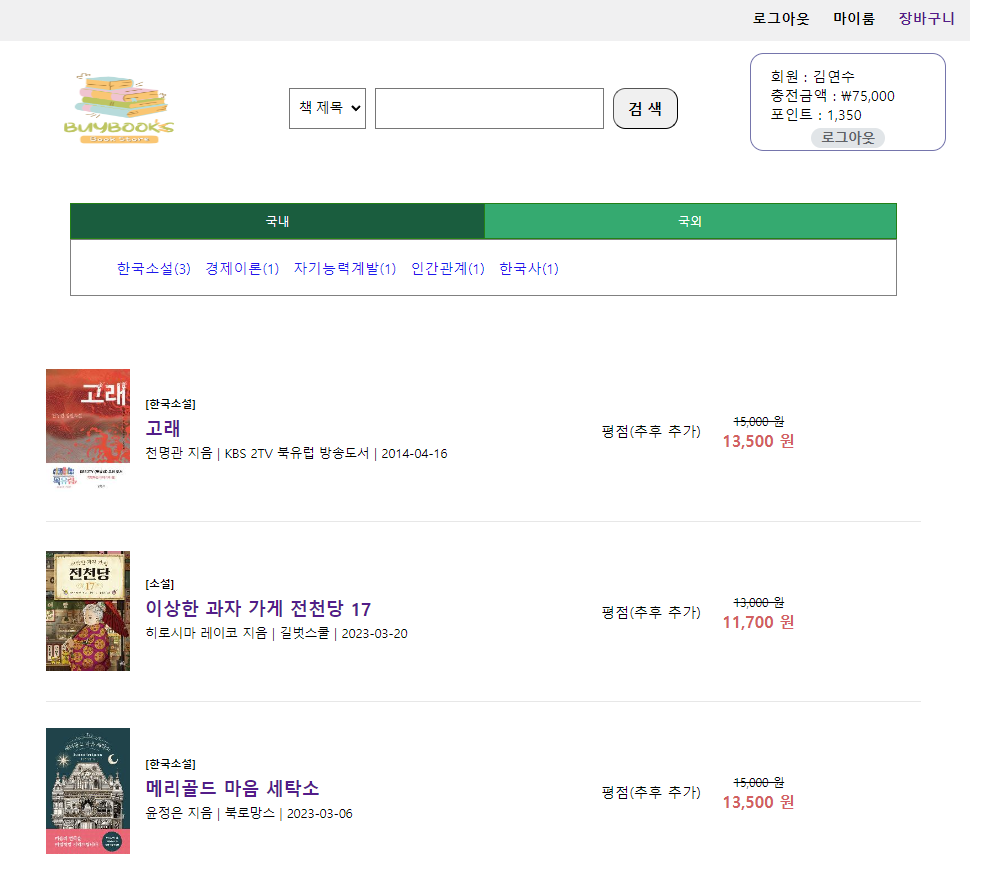 로그아웃 마이룸 장바구니
BUYBOOKS
Book Store
책 제목
검 색
회원 : 김연수
충전금액 : ₩75,000
포인트 : 1,350
로그아웃
국내 국외
한국소설(3) 경제이론(1) 자기능력계발(1) 인간관계(1) 한국사(1)
고래
[한국소설]
고래
천명관 지음 | KBS 2TV 북유럽 방송도서 | 2014-04-16
평점(추후 추가)
15,000 원
13,500 원
전천당
17
[소설]
이상한 과자 가게 전천당 17
히로시마 레이코 지음 | 길벗스쿨 | 2023-03-20
평점(추후 추가)
13,000 원
11,700 원
[한국소설]
메리골드 마음 세탁소
윤정은 지음 | 북로망스 | 2023-03-06
평점(추후 추가)
15,000 원
13,500 원